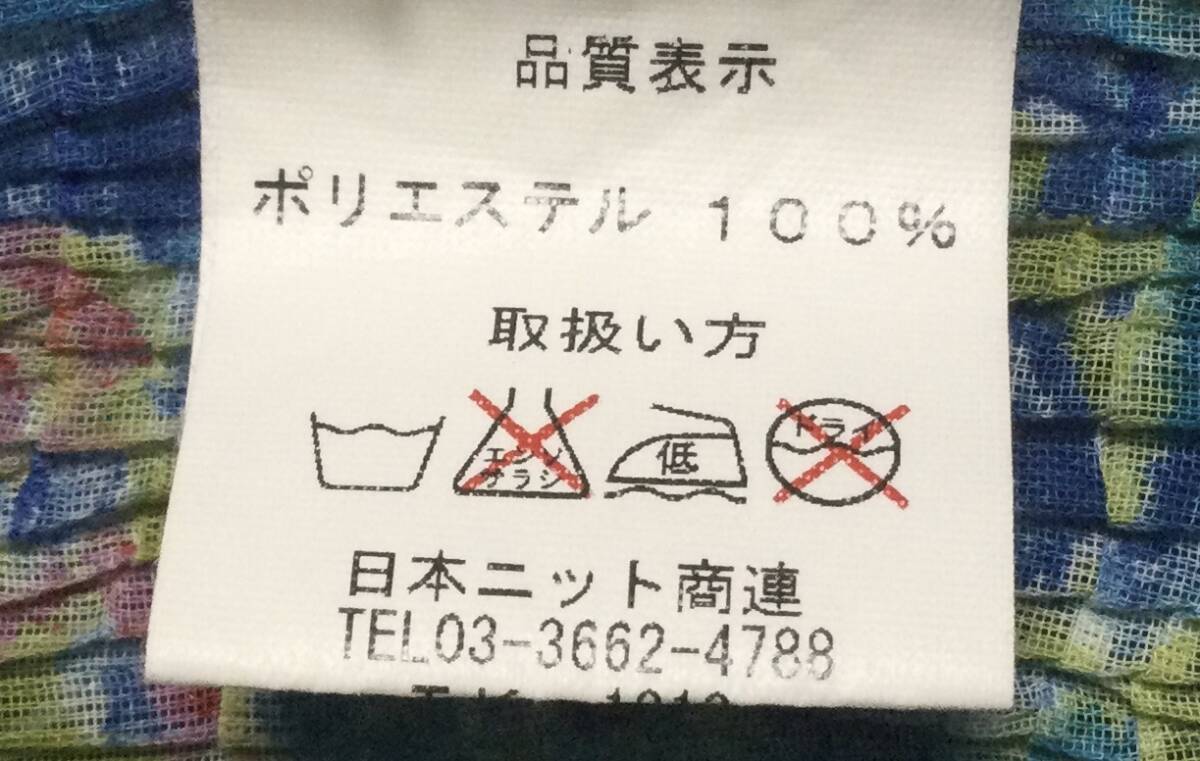 品質表示
ポリエステル １００％
取扱い方
エンソ
サラシ
低
ドライ
日本ニット商連
TEL03-3662-4788